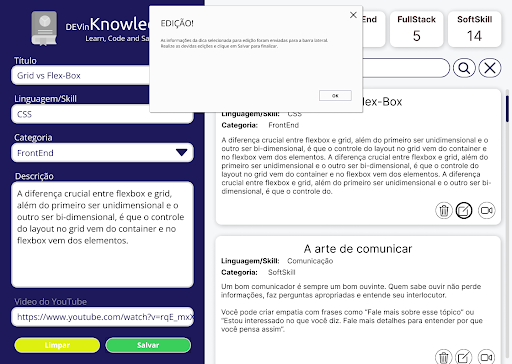 DEVinKnowle
Learn, Code and Sa
Título
Grid vs Flex-Box
Linguagem/Skill
CSS
Categoria
FrontEnd
Descrição
A diferença crucial entre flexbox e grid,
além do primeiro ser unidimensional e o
outro ser bi-dimensional, é que o controle
do layout no grid vem do container e no
flexbox vem dos elementos.
Video do YouTube
https://www.youtube.com/watch?v=rqE_mxX
Limpar
Salvar
EDIÇÃO!
As informações da dica selecionada para edição foram enviadas para a barra lateral.
Realize as devidas edições e clique em Salvar para finalizar.
OK
End
FullStack
5
SoftSkill
14
lex-Box
Linguagem/Skill: CSS
Categoria: FrontEnd
A diferença crucial entre flexbox e grid, além do primeiro ser unidimensional e o
outro ser bi-dimensional, é que o controle do layout no grid vem do container e
no flexbox vem dos elementos. A diferença crucial entre flexbox e grid, além do
primeiro ser unidimensional e o outro ser bi-dimensional, é que o controle do
layout no grid vem do container e no flexbox vem dos elementos. A diferença
crucial entre flexbox e grid, além do primeiro ser unidimensional e o outro ser bi-
dimensional, é que o controle do.
A arte de comunicar
Linguagem/Skill: Comunicação
Categoria: SoftSkill
Um bom comunicador é sempre um bom ouvinte. Quem sabe ouvir não perde
informações, faz perguntas apropriadas e entende seu interlocutor.
Você pode criar empatia com frases como "Fale mais sobre esse tópico" ou
"Estou interessado no que você diz. Fale mais detalhes para entender por que
você pensa assim".